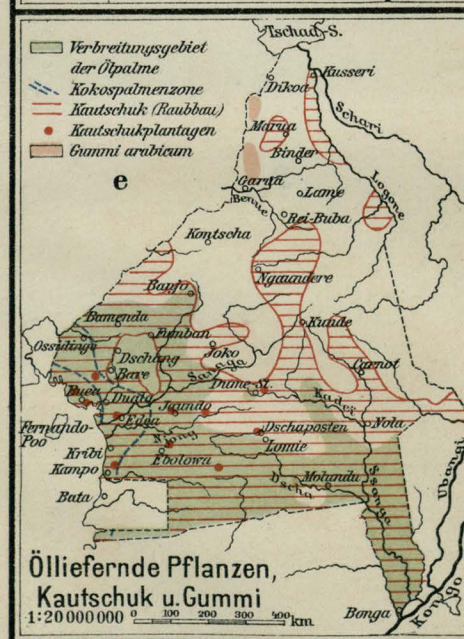 Tschad-S.
Verbreitungsgebiet
der Ölpalme
Kokospalmenzone
Kautschuk (Raubbau)
Kautschukplantagen
Gummi arabicum
e
Kusseri
Dikoa
Schari
Marua
Binder
Logone
Garua
Lame
Benue
Rei-Buba
Kontscha
Ngaundere
Banjo
Bamenda
Kunde
Fumban
Ossidinge
Dschang
Joko
Bare
Carnot
Sanaga
Buea
Duala
Dume-St.
Kadei
Edea
Jaunde
Fernando-
Poo
Nola
Dschaposten
Njong
Kribi
Lomie
Ebolowa
Kampo
Molundu
Ubangi
Dscha
Ssanga
Bata
Ölliefernde Pflanzen,
Kautschuk u. Gummi
1:20 000 000
0 100 200 300 400 km
Bonga
Kongo